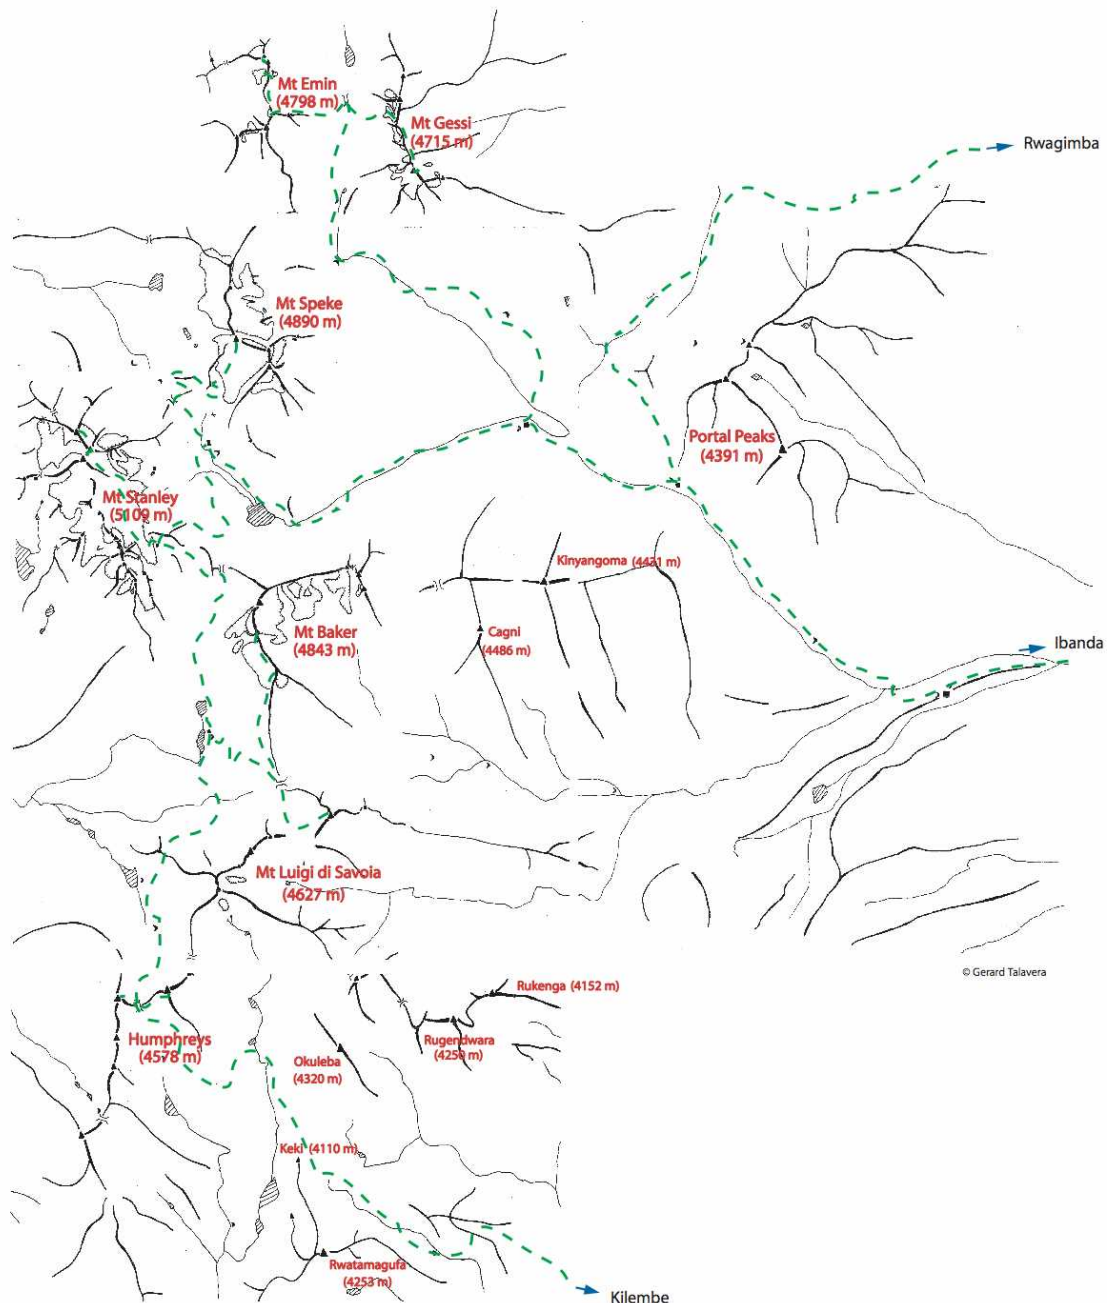 Mt Emin
(4798 m)
Mt Gessi
(4715 m)
Rwagimba
Mt Speke
(4890 m)
Portal Peaks
(4391 m)
Mt Stanley
(5109 m)
Kinyangoma (4431 m)
Mt Baker
(4843 m)
Cagni
(4486 m)
Ibanda
Mt Luigi di Savoia
(4627 m)
© Gerard Talavera
Rukenga (4152 m)
Humphreys
(4578 m)
Rugendwara
(4250 m)
Okuleba
(4320 m)
Keki (4110 m)
Rwatamagufa
(4253 m)
Kilembe